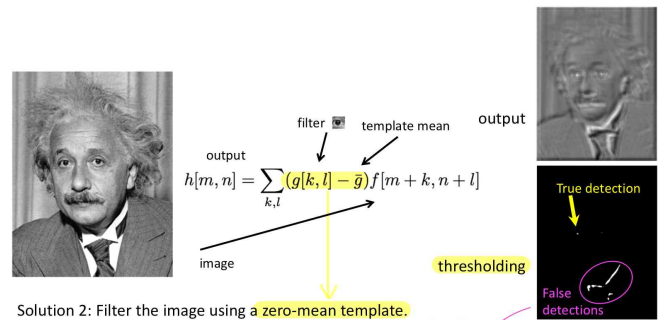 output
filter
template mean
output
h[m, n] = ∑ (g[k, l] − ḡ) f[m + k, n + l]
k,l
True detection
image
thresholding
False
detections
Solution 2: Filter the image using a zero-mean template.